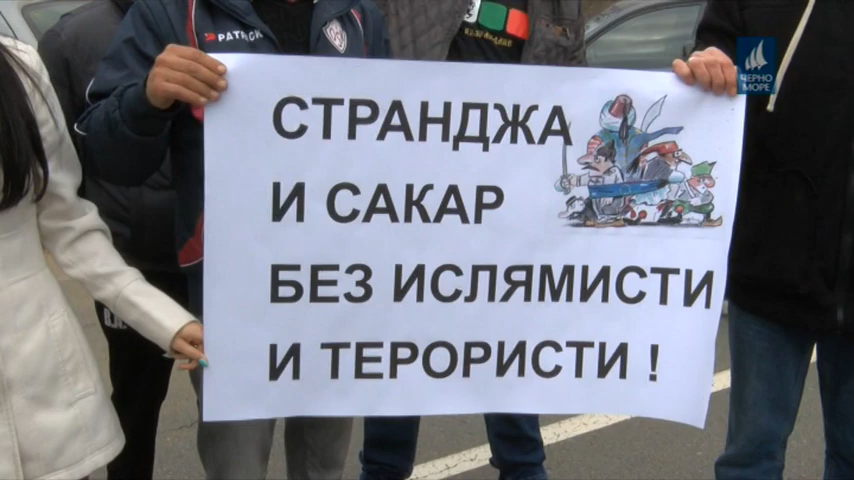 PATRICK
ЧЕРНО
МОРЕ
СТРАНДЖА
И САКАР
БЕЗ ИСЛЯМИСТИ
И ТЕРОРИСТИ !